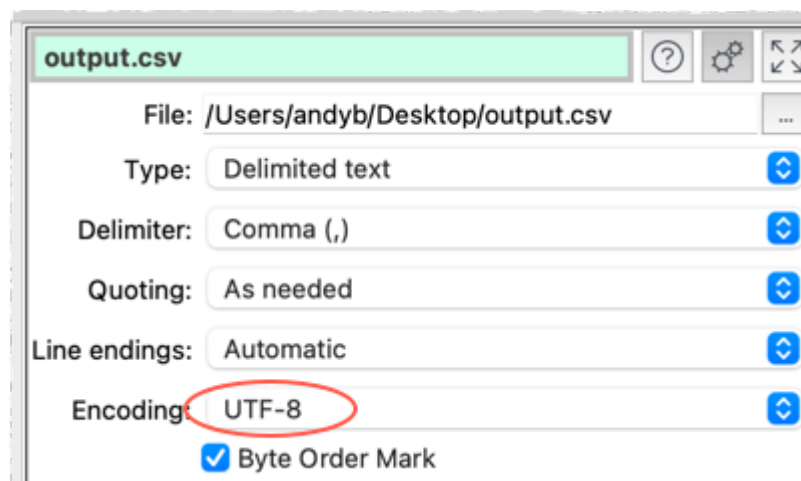 output.csv
File: /Users/andyb/Desktop/output.csv ...
Type: Delimited text
Delimiter: Comma (,)
Quoting: As needed
Line endings: Automatic
Encoding: UTF-8
Byte Order Mark